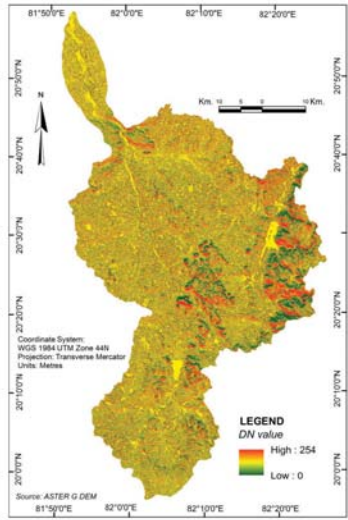 81°50'0"E 82°0'0"E 82°10'0"E 82°20'0"E
Km. Km.
N
20°50'0"N 20°50'0"N
20°40'0"N 20°40'0"N
20°30'0"N 20°30'0"N
20°20'0"N 20°20'0"N
Coordinate System:
WGS 1984 UTM Zone 44N
Projection: Transverse Mercator
Units: Metres
20°10'0"N 20°10'0"N
LEGEND
DN value
High : 254
Low : 0
20°0'0"N 20°0'0"N
Source: ASTER G DEM
81°50'0"E 82°0'0"E 82°10'0"E 82°20'0"E